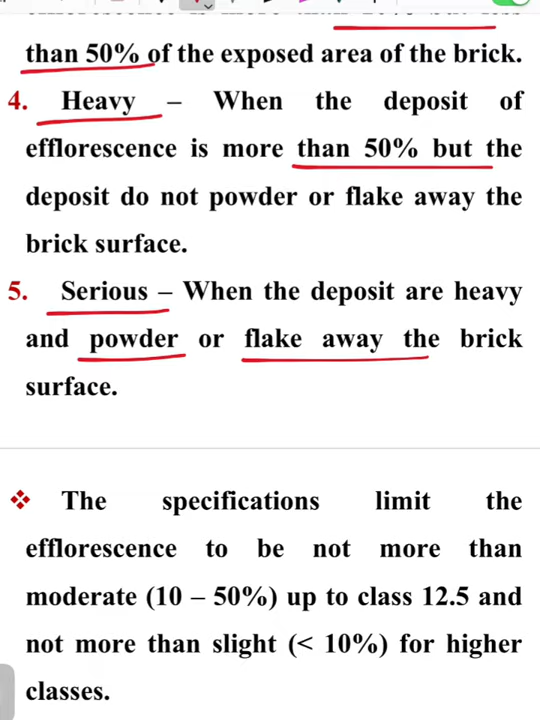 than 50% of the exposed area of the brick.
4. Heavy – When the deposit of
efflorescence is more than 50% but the
deposit do not powder or flake away the
brick surface.
5. Serious – When the deposit are heavy
and powder or flake away the brick
surface.
❖ The specifications limit the
efflorescence to be not more than
moderate (10 – 50%) up to class 12.5 and
not more than slight (< 10%) for higher
classes.